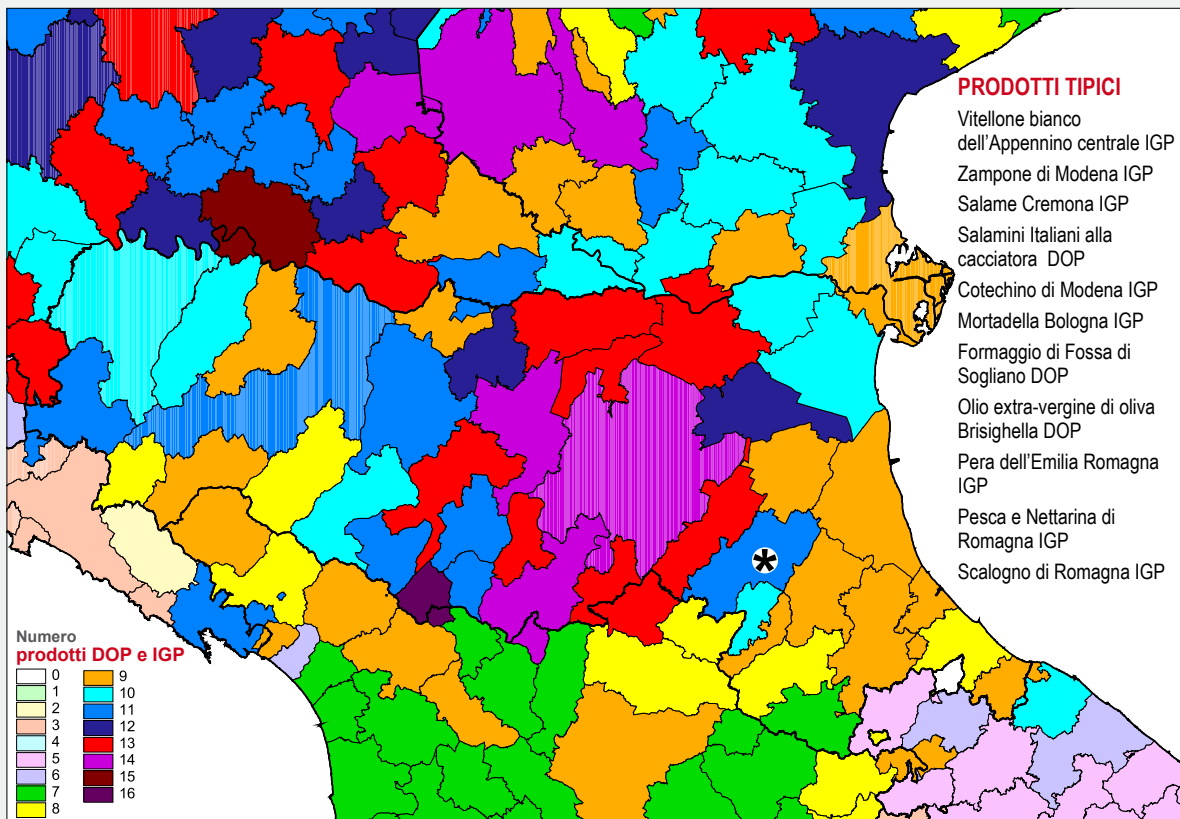 PRODOTTI TIPICI
Vitellone bianco
dell’Appennino centrale IGP
Zampone di Modena IGP
Salame Cremona IGP
Salamini Italiani alla
cacciatora DOP
Cotechino di Modena IGP
Mortadella Bologna IGP
Formaggio di Fossa di
Sogliano DOP
Olio extra-vergine di oliva
Brisighella DOP
Pera dell’Emilia Romagna
IGP
Pesca e Nettarina di
Romagna IGP
Scalogno di Romagna IGP
*
Numero
prodotti DOP e IGP
0
1
2
3
4
5
6
7
8
9
10
11
12
13
14
15
16